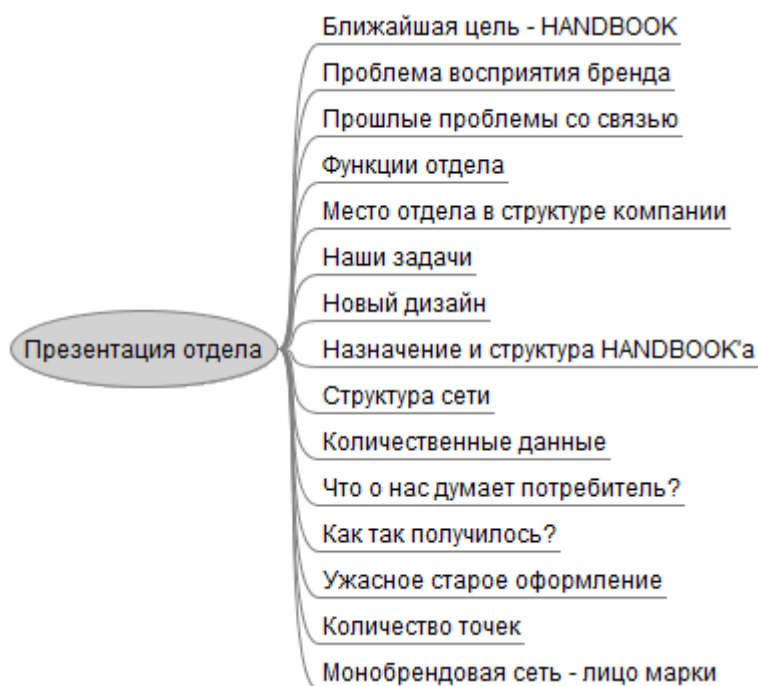 Ближайшая цель - HANDBOOK
Проблема восприятия бренда
Прошлые проблемы со связью
Функции отдела
Место отдела в структуре компании
Наши задачи
Новый дизайн
Презентация отдела
Назначение и структура HANDBOOK'а
Структура сети
Количественные данные
Что о нас думает потребитель?
Как так получилось?
Ужасное старое оформление
Количество точек
Монобрендовая сеть - лицо марки